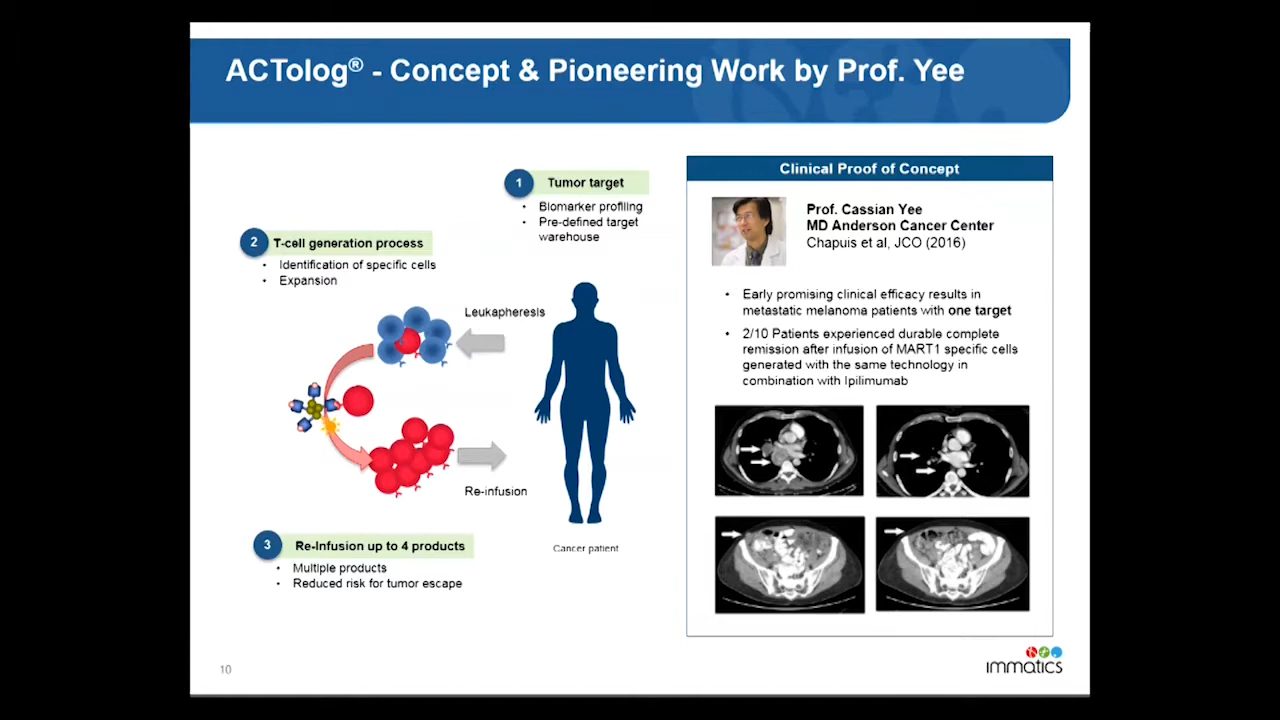 ACTolog® - Concept & Pioneering Work by Prof. Yee
1
Tumor target
• Biomarker profiling
• Pre-defined target
warehouse
2
T-cell generation process
• Identification of specific cells
• Expansion
Leukapheresis
Re-infusion
Cancer patient
3
Re-Infusion up to 4 products
• Multiple products
• Reduced risk for tumor escape
Clinical Proof of Concept
Prof. Cassian Yee
MD Anderson Cancer Center
Chapuis et al, JCO (2016)
• Early promising clinical efficacy results in
metastatic melanoma patients with one target
• 2/10 Patients experienced durable complete
remission after infusion of MART1 specific cells
generated with the same technology in
combination with Ipilimumab
10
immatics